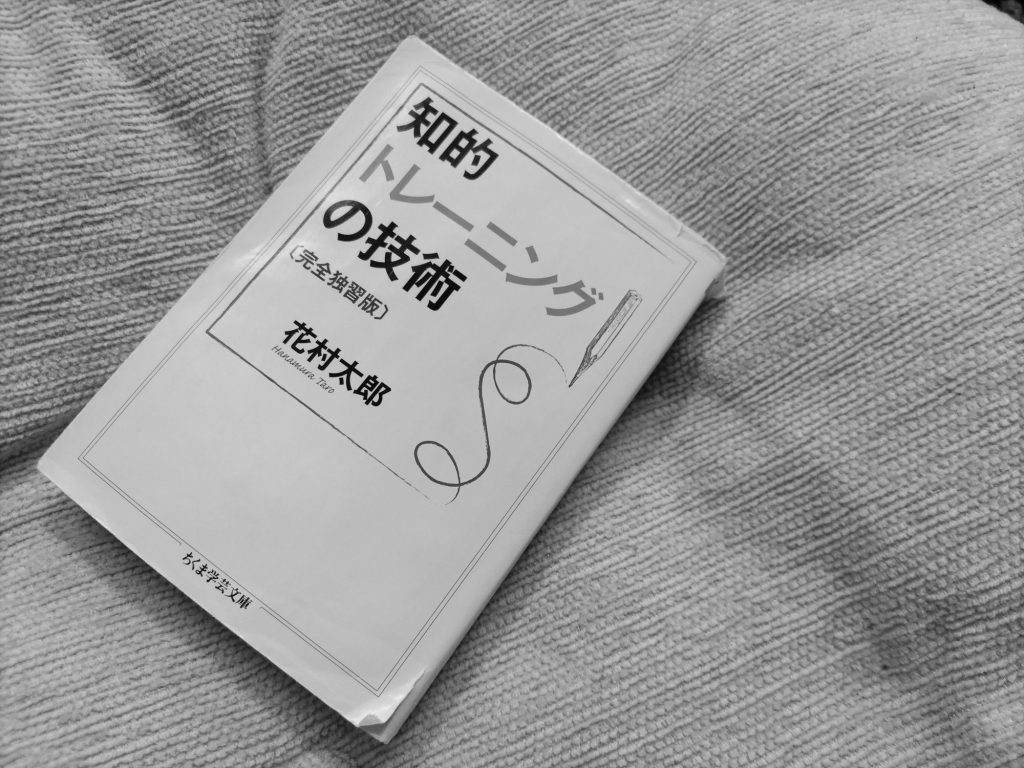 知的
トレーニング
の技術
〔完全独習版〕
花村太郎
Hanamura Taro
ちくま学芸文庫